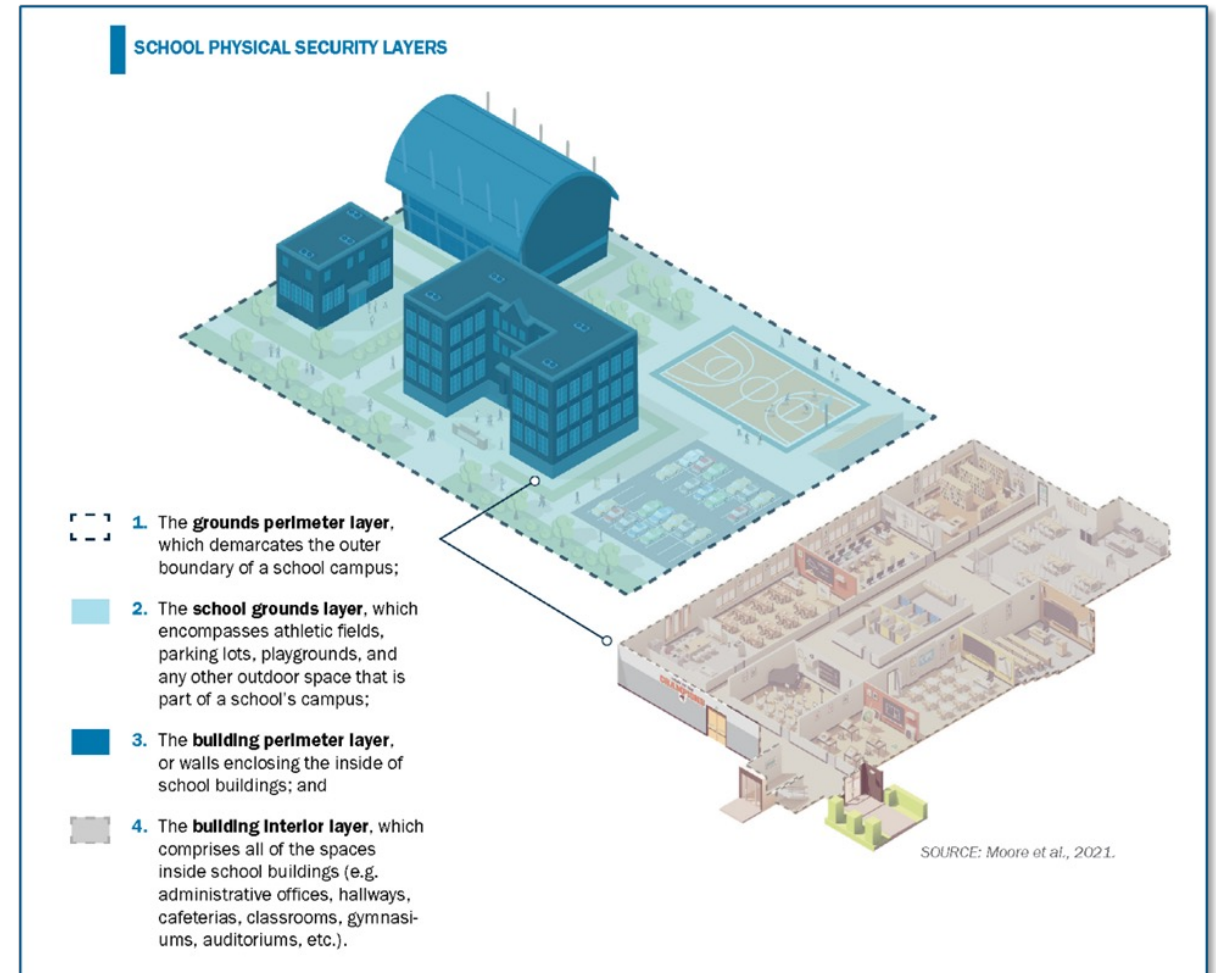 SCHOOL PHYSICAL SECURITY LAYERS
1. The grounds perimeter layer,
which demarcates the outer
boundary of a school campus;
2. The school grounds layer, which
encompasses athletic fields,
parking lots, playgrounds, and
any other outdoor space that is
part of a school's campus;
3. The building perimeter layer,
or walls enclosing the inside of
school buildings; and
4. The building interior layer, which
comprises all of the spaces
inside school buildings (e.g.
administrative offices, hallways,
cafeterias, classrooms, gymnasi-
ums, auditoriums, etc.).
CRAMFORD
SOURCE: Moore et al., 2021.